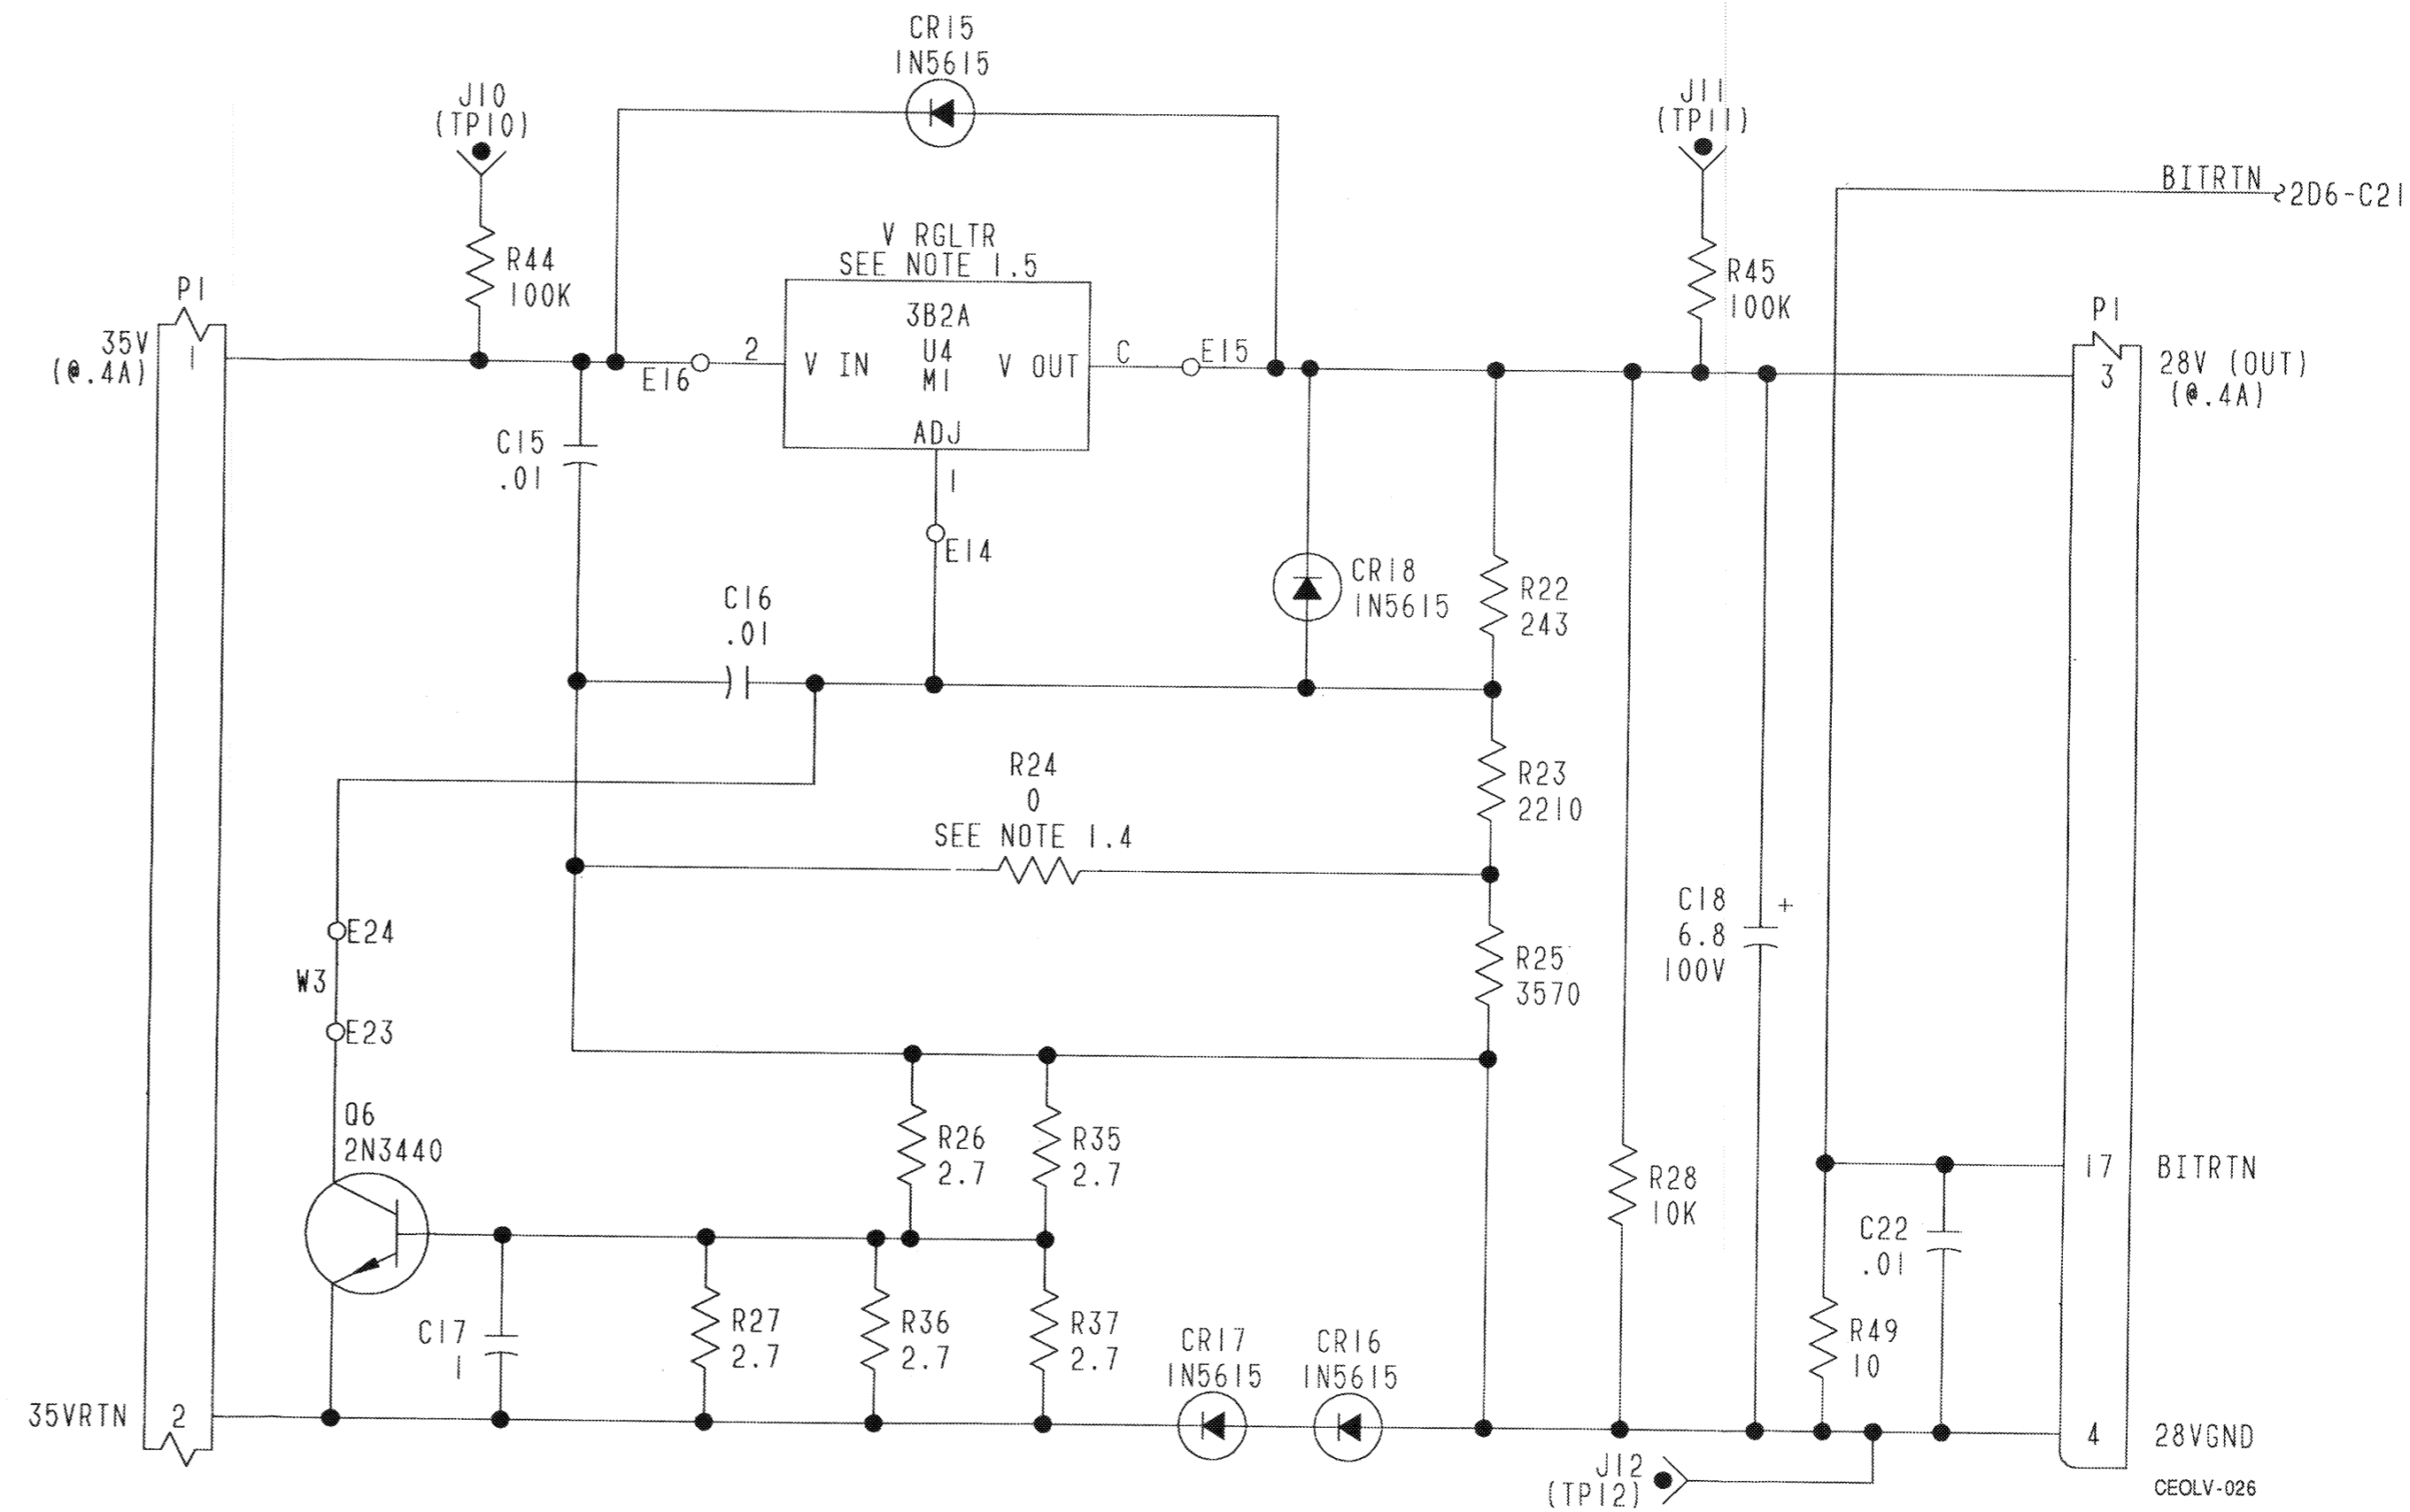 CR15
1N5615
J10
(TP10)
J11
(TP11)
BITRTN
2D6-C21
V RGLTR
SEE NOTE 1.5
R44
100K
R45
100K
P1
P1
35V
(@.4A)
1
E16
2
V IN
3B2A
U4
M1
V OUT
ADJ
C
E15
3
28V (OUT)
(@.4A)
C15
.01
1
E14
CR18
1N5615
R22
243
C16
.01
R24
0
SEE NOTE 1.4
R23
2210
E24
W3
E23
C18
6.8
100V
+
R25
3570
Q6
2N3440
R26
2.7
R35
2.7
R28
10K
17
BITRTN
C22
.01
C17
1
R27
2.7
R36
2.7
R37
2.7
CR17
1N5615
CR16
1N5615
R49
10
35VRTN
2
4
28VGND
J12
(TP12)
CEOLV-026